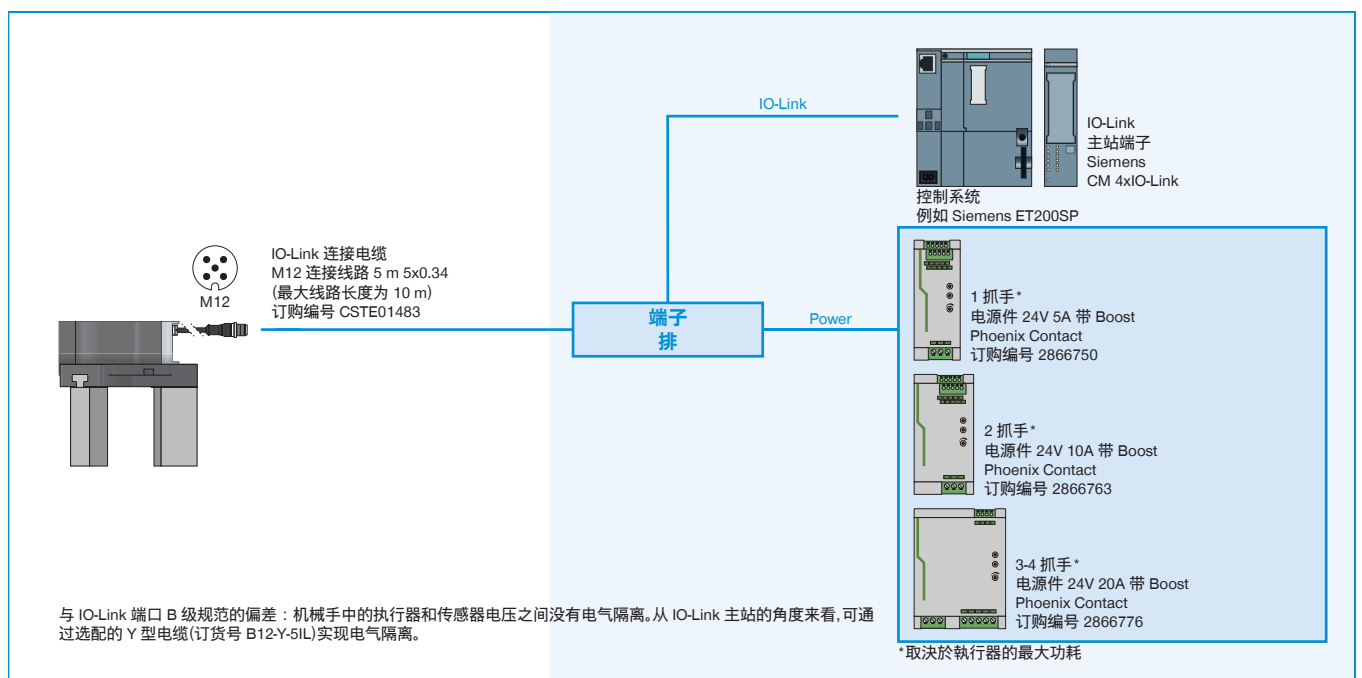 IO-Link
IO-Link
主站端子
Siemens
CM 4xIO-Link
控制系统
例如 Siemens ET200SP
M12
IO-Link 连接电缆
M12 连接线路 5 m 5x0.34
(最大线路长度为 10 m)
订购编号 CSTE01483
端子
排
Power
1 抓手*
电源件 24V 5A 带 Boost
Phoenix Contact
订购编号 2866750
2 抓手*
电源件 24V 10A 带 Boost
Phoenix Contact
订购编号 2866763
3-4 抓手*
电源件 24V 20A 带 Boost
Phoenix Contact
订购编号 2866776
*取決於執行器的最大功耗
与 IO-Link 端口 B 级规范的偏差：机械手中的执行器和传感器电压之间没有电气隔离。从 IO-Link 主站的角度来看,可通
过选配的 Y 型电缆(订货号 B12-Y-5IL)实现电气隔离。